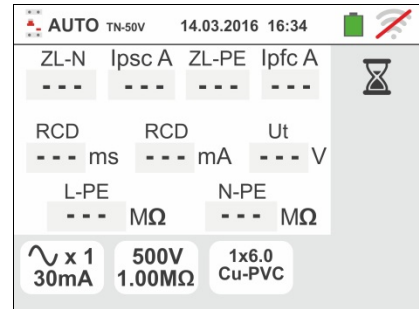 AUTO TN-50V 14.03.2016 16:34
ZL-N Ipsc A ZL-PE Ipfc A
- - - - - - - - - - - -
RCD RCD Ut
- - - ms - - - mA - - - V
L-PE N-PE
- - - MΩ - - - MΩ
x 1 500V 1x6.0
30mA 1.00MΩ Cu-PVC